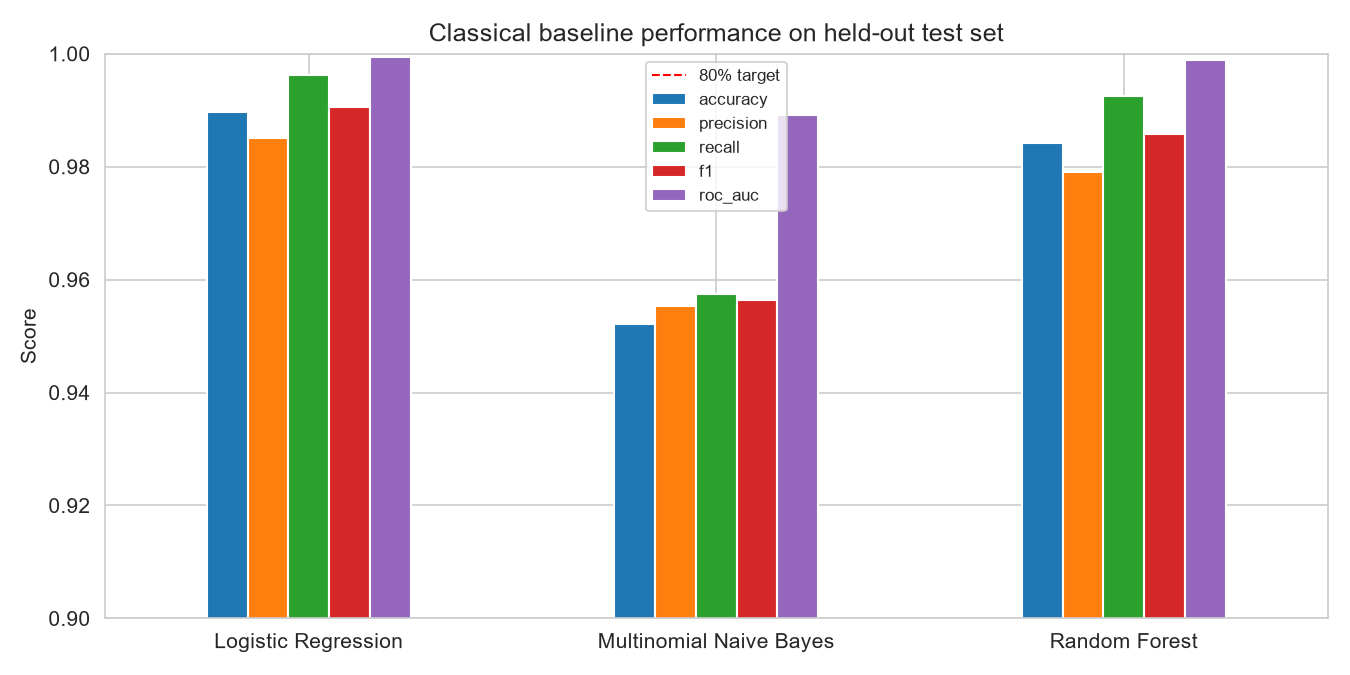 Classical baseline performance on held-out test set
1.00
0.98
0.96
0.94
0.92
0.90
Score
80% target
accuracy
precision
recall
f1
roc_auc
Logistic Regression
Multinomial Naive Bayes
Random Forest